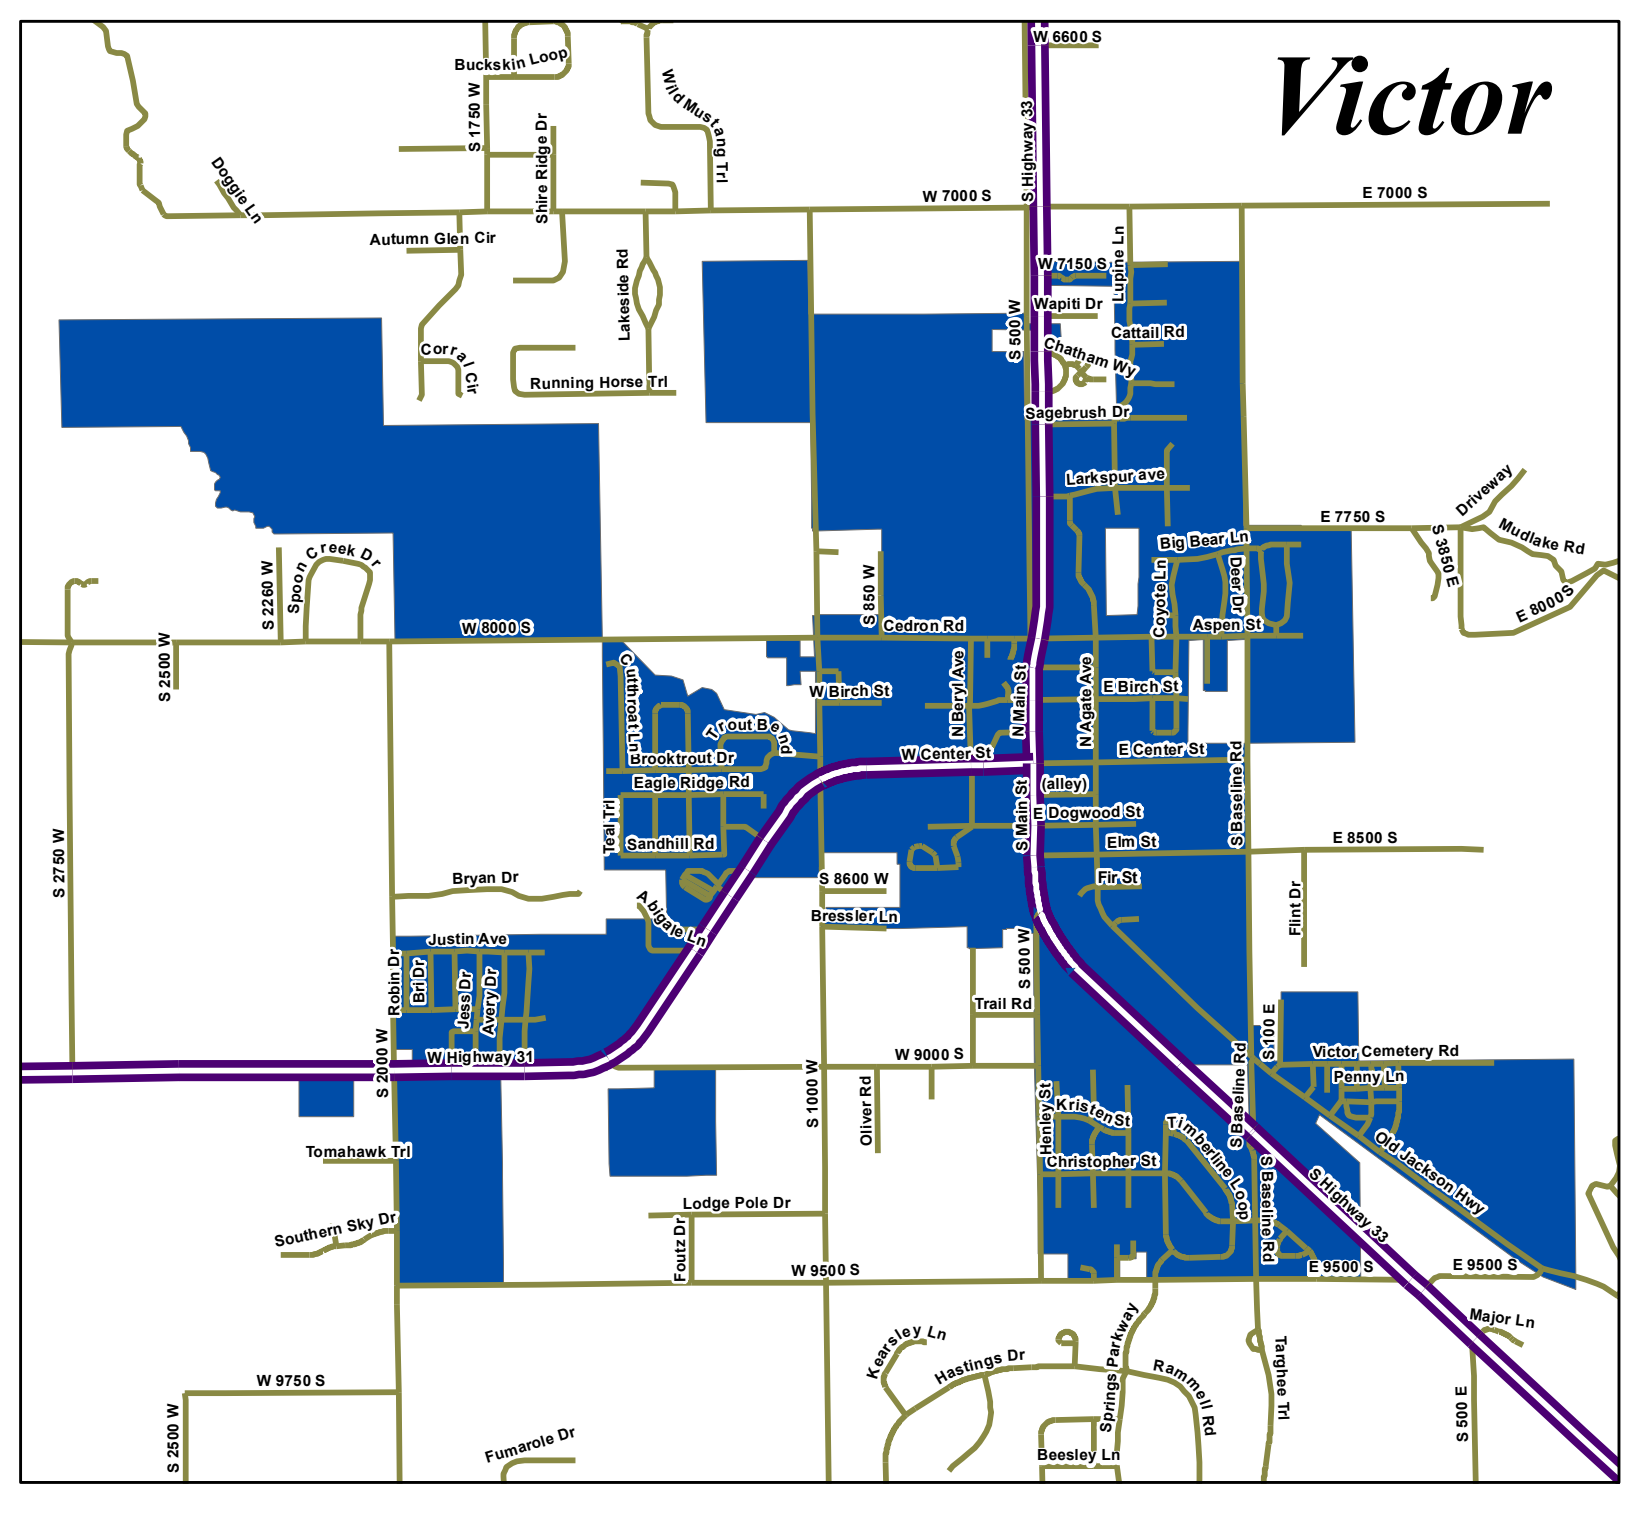 Victor
W 6600 S
Buckskin Loop
S 1750 W
Wild Mustang Trl
Shire Ridge Dr
S Highway 33
Doggie Ln
W 7000 S
E 7000 S
Autumn Glen Cir
Lakeside Rd
Lupine Ln
W 7150 S
Wapiti Dr
S 500 W
Cattail Rd
Chatham Wy
Corral Cir
Running Horse Trl
Sagebrush Dr
Larkspur ave
Driveway
E 7750 S
S 3850 E
Mudlake Rd
E 8000 S
Big Bear Ln
Spoon Creek Dr
S 2260 W
S 850 W
Coyote Ln
Deer Dr
W 8000 S
Cedron Rd
Aspen St
S 2500 W
Cutthroat Ln
W Birch St
N Beryl Ave
N Main St
N Agate Ave
E Birch St
Trout Bend
Brooktrout Dr
W Center St
E Center St
S Baseline Rd
Eagle Ridge Rd
(alley)
Teal Trl
S Main St
E Dogwood St
Sandhill Rd
Elm St
E 8500 S
S 2750 W
Bryan Dr
S 8600 W
Fir St
Flint Dr
Abigale Ln
Bressler Ln
Justin Ave
Robin Dr
Bri Dr
Jess Dr
Avery Dr
S 500 W
Trail Rd
S 100 E
S 2000 W
W Highway 31
W 9000 S
Victor Cemetery Rd
Penny Ln
S 1000 W
Oliver Rd
Henley St
Kristen St
S Baseline Rd
Timberline Loop
Old Jackson Hwy
Tomahawk Trl
Christopher St
S Baseline Rd
S Highway 33
Lodge Pole Dr
Southern Sky Dr
Foutz Dr
W 9500 S
E 9500 S
E 9500 S
Major Ln
Kearsley Ln
Hastings Dr
Springs Parkway
Rammell Rd
Targhee Trl
W 9750 S
S 2500 W
S 500 E
Fumarole Dr
Beesley Ln